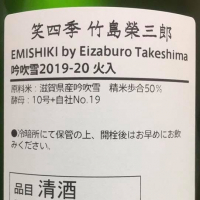 笑四季 竹島榮三郎
EMISHIKI by Eizaburo Takeshima
吟吹雪2019-20 火入
原料米：滋賀県産吟吹雪 精米歩合50%
酵母：10号+自社No.19
●冷暗所にて保管の上、開栓後はお早めにお飲
みください。
品目 清酒